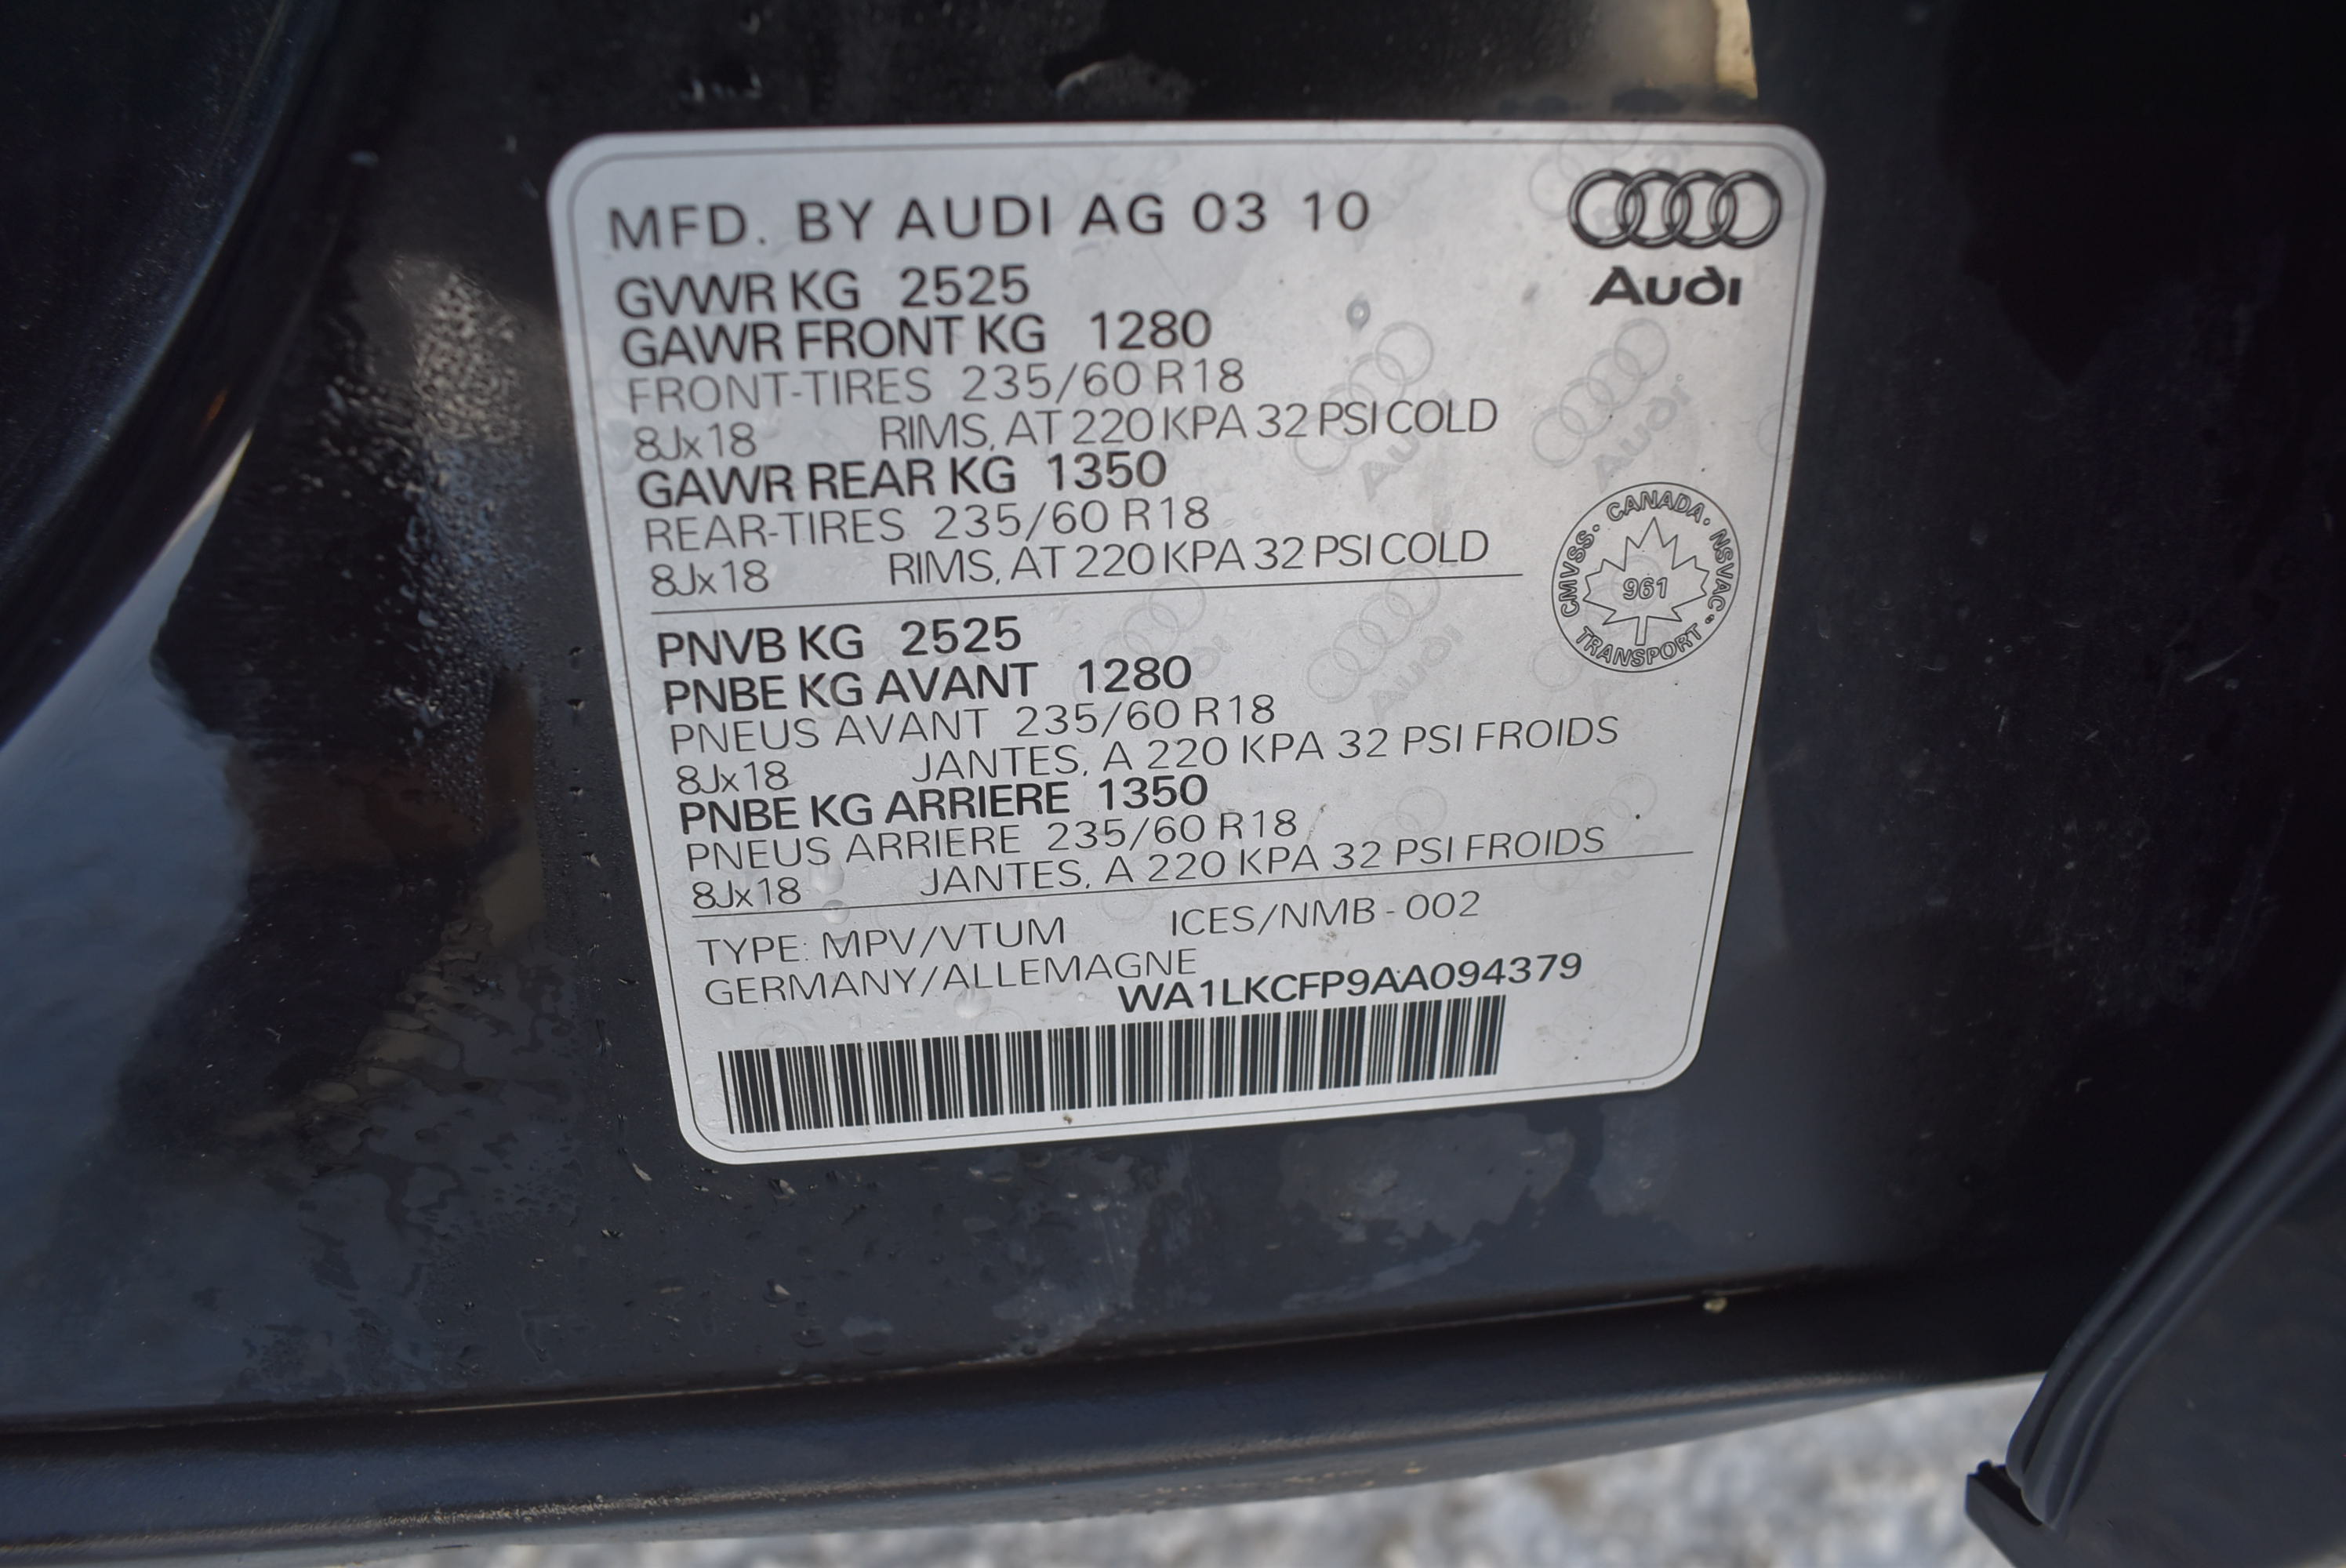 MFD. BY AUDI AG 03 10
Audi
GVWR KG 2525
GAWR FRONT KG 1280
FRONT-TIRES 235/60 R18
8Jx18 RIMS, AT 220 KPA 32 PSI COLD
GAWR REAR KG 1350
REAR-TIRES 235/60 R18
8Jx18 RIMS, AT 220 KPA 32 PSI COLD
CMVSS · CANADA · NSVAC · TRANSPORT
961
PNVB KG 2525
PNBE KG AVANT 1280
PNEUS AVANT 235/60 R18
8Jx18 JANTES, A 220 KPA 32 PSI FROIDS
PNBE KG ARRIERE 1350
PNEUS ARRIERE 235/60 R18
8Jx18 JANTES, A 220 KPA 32 PSI FROIDS
TYPE: MPV/VTUM ICES/NMB-002
GERMANY/ALLEMAGNE
WA1LKCFP9AA094379